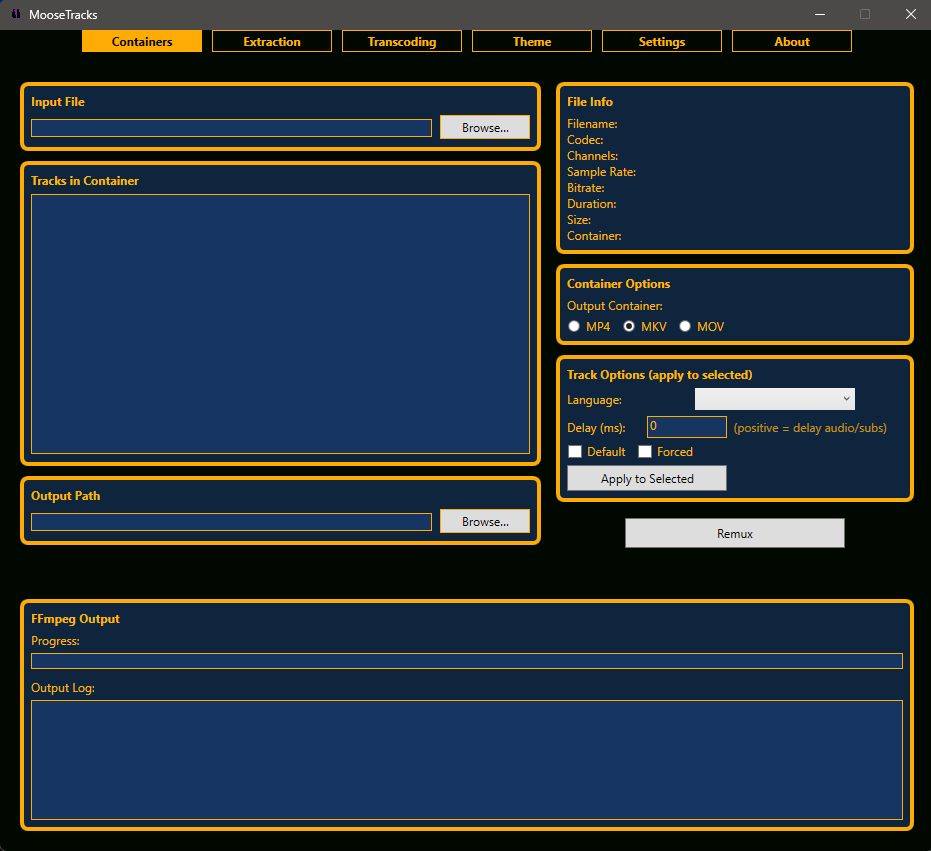 MooseTracks
Containers Extraction Transcoding Theme Settings About
Input File
Browse...
Tracks in Container
Output Path
Browse...
File Info
Filename:
Codec:
Channels:
Sample Rate:
Bitrate:
Duration:
Size:
Container:
Container Options
Output Container:
MP4 MKV MOV
Track Options (apply to selected)
Language:
Delay (ms): 0 (positive = delay audio/subs)
Default Forced
Apply to Selected
Remux
FFmpeg Output
Progress:
Output Log: